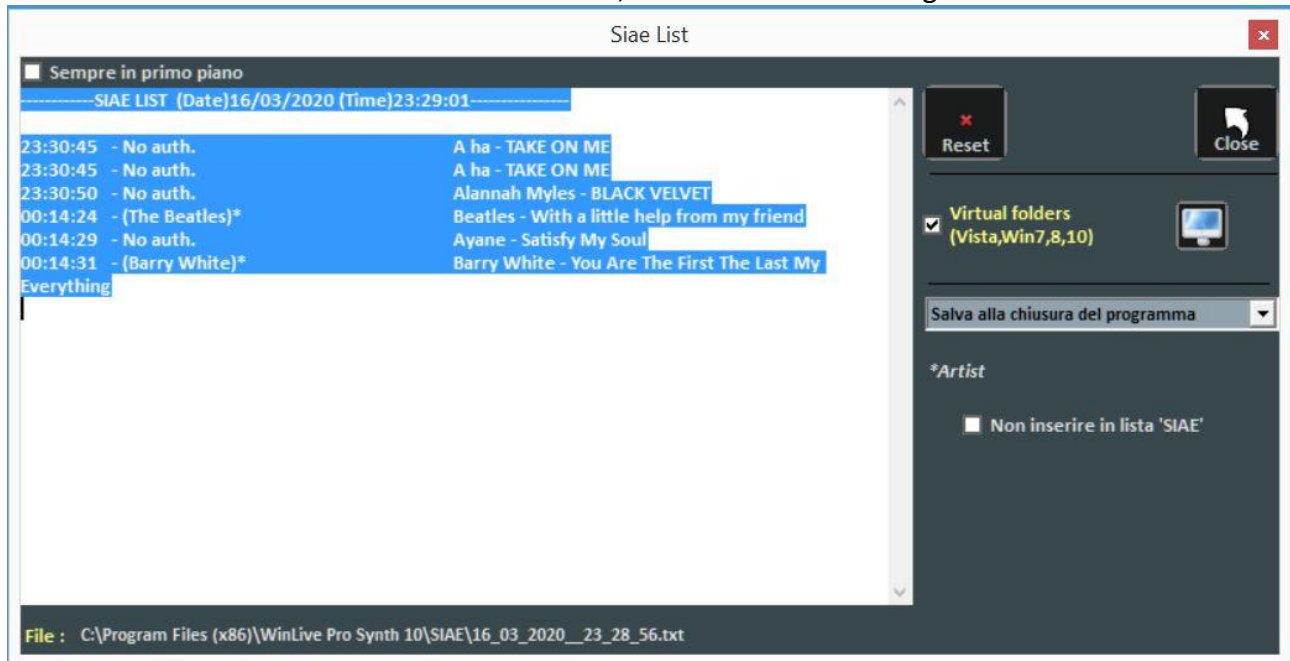 Siae List
Sempre in primo piano
------------SIAE LIST (Date)16/03/2020 (Time)23:29:01----------------
23:30:45 - No auth. A ha - TAKE ON ME
23:30:45 - No auth. A ha - TAKE ON ME
23:30:50 - No auth. Alannah Myles - BLACK VELVET
00:14:24 - (The Beatles)* Beatles - With a little help from my friend
00:14:29 - No auth. Ayane - Satisfy My Soul
00:14:31 - (Barry White)* Barry White - You Are The First The Last My
Everything
Reset
Close
Virtual folders
(Vista,Win7,8,10)
Salva alla chiusura del programma
*Artist
Non inserire in lista 'SIAE'
File : C:\Program Files (x86)\WinLive Pro Synth 10\SIAE\16_03_2020__23_28_56.txt